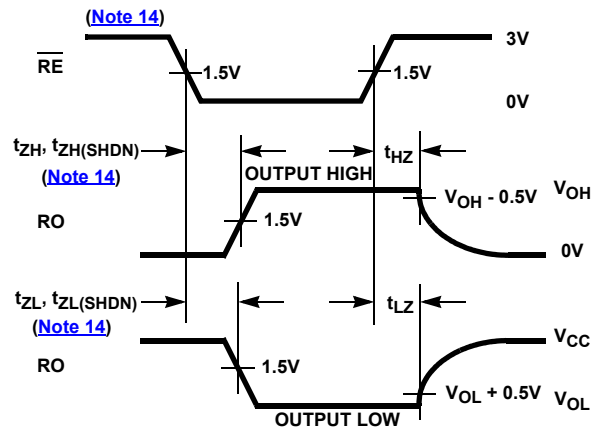 (Note 14)
RE
1.5V
1.5V
3V
0V
tZH, tZH(SHDN)
(Note 14)
OUTPUT HIGH
tHZ
RO
1.5V
VOH - 0.5V
VOH
0V
tZL, tZL(SHDN)
(Note 14)
tLZ
RO
1.5V
VCC
VOL + 0.5V
VOL
OUTPUT LOW